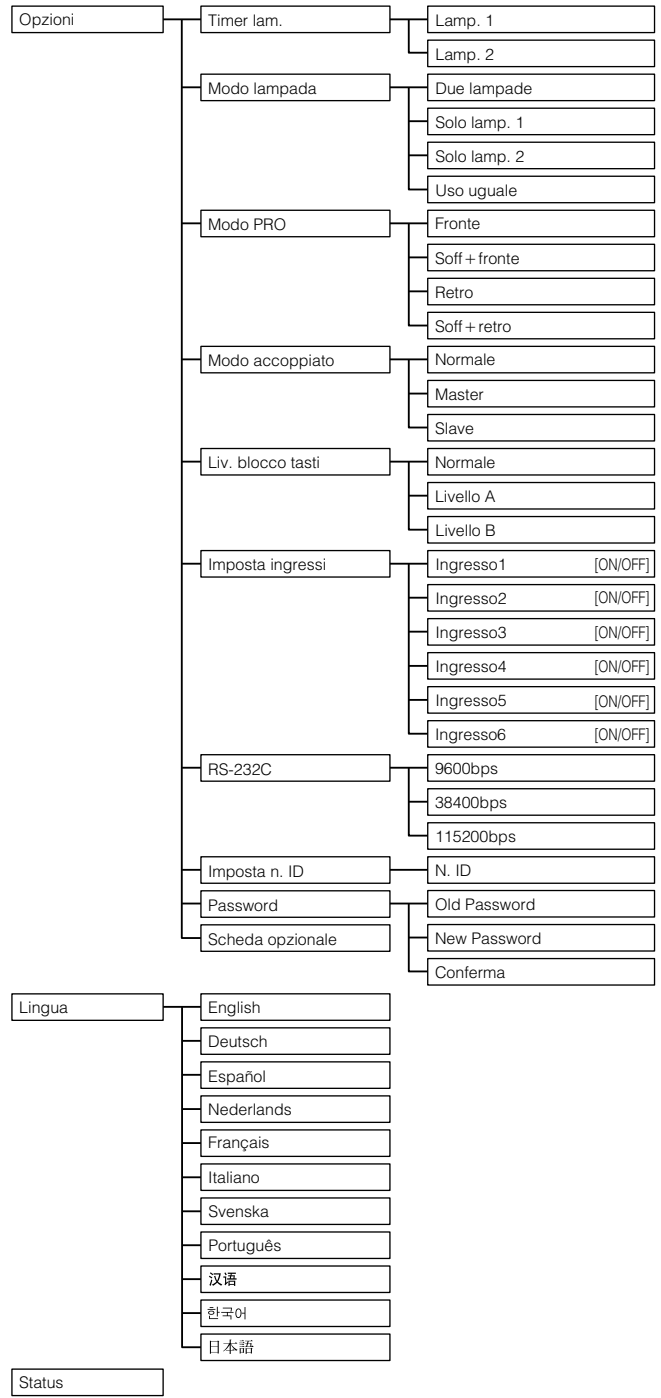 Opzioni Timer lam. Lamp. 1
Lamp. 2
Modo lampada Due lampade
Solo lamp. 1
Solo lamp. 2
Uso uguale
Modo PRO Fronte
Soff+fronte
Retro
Soff+retro
Modo accoppiato Normale
Master
Slave
Liv. blocco tasti Normale
Livello A
Livello B
Imposta ingressi Ingresso1 [ON/OFF]
Ingresso2 [ON/OFF]
Ingresso3 [ON/OFF]
Ingresso4 [ON/OFF]
Ingresso5 [ON/OFF]
Ingresso6 [ON/OFF]
RS-232C 9600bps
38400bps
115200bps
Imposta n. ID N. ID
Password Old Password
Scheda opzionale New Password
Conferma
Lingua English
Deutsch
Español
Nederlands
Français
Italiano
Svenska
Português
汉语
한국어
日本語
Status